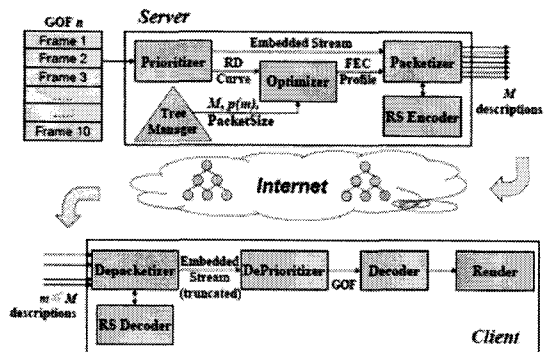 GOF n
Server
Frame 1
Frame 2
Frame 3
.....
.....
Frame 10
Embedded Stream
Prioritizer
RD
Curve
Optimizer
FEC
Profile
Packetizer
M
descriptions
Tree
Manager
M, p(m),
PacketSize
RS Encoder
Internet
Depacketizer
Embedded
Stream
(truncated)
DePrioritizer
GOF
Decoder
Render
m ≤ M
descriptions
RS Decoder
Client